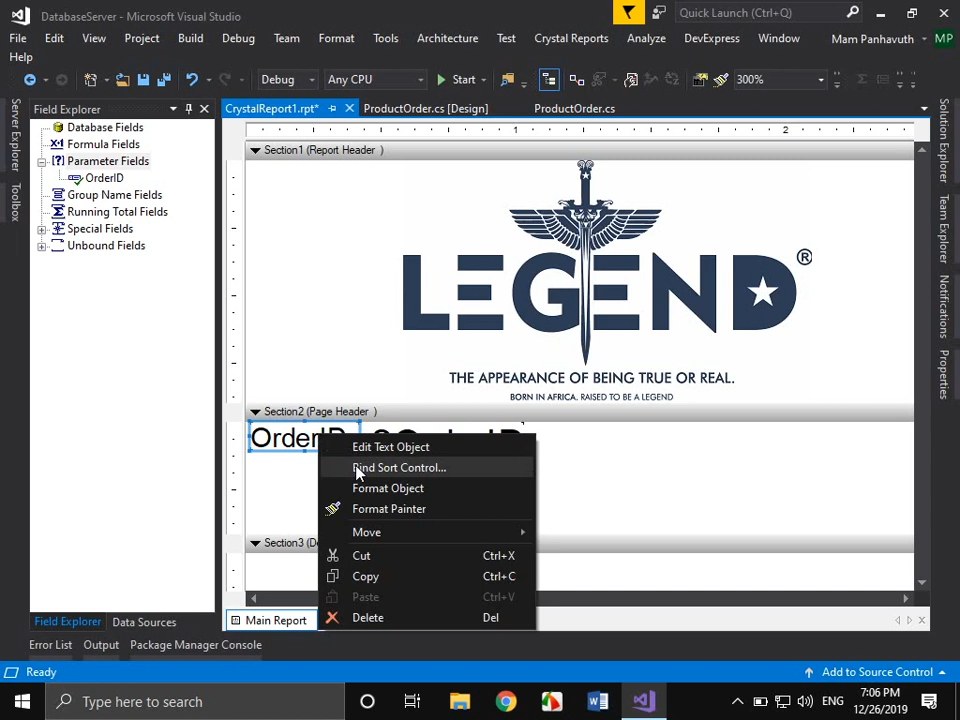 DatabaseServer - Microsoft Visual Studio
Quick Launch (Ctrl+Q)
File Edit View Project Build Debug Team Format Tools Architecture Test Crystal Reports Analyze DevExpress Window Mam Panhavuth MP
Help
Debug Any CPU Start 300%
Server Explorer
Toolbox
Field Explorer
Database Fields
Formula Fields
Parameter Fields
OrderID
Group Name Fields
Running Total Fields
Special Fields
Unbound Fields
Field Explorer Data Sources
CrystalReport1.rpt* ProductOrder.cs [Design] ProductOrder.cs
1 2
Section1 (Report Header )
LEGEND®
THE APPEARANCE OF BEING TRUE OR REAL.
BORN IN AFRICA. RAISED TO BE A LEGEND
Section2 (Page Header )
Edit Text Object
Bind Sort Control...
Format Object
Format Painter
Move
Cut Ctrl+X
Copy Ctrl+C
Paste Ctrl+V
Delete Del
Main Report
Solution Explorer
Team Explorer
Notifications
Properties
Error List Output Package Manager Console
Ready Add to Source Control
Type here to search
ENG
7:06 PM
12/26/2019